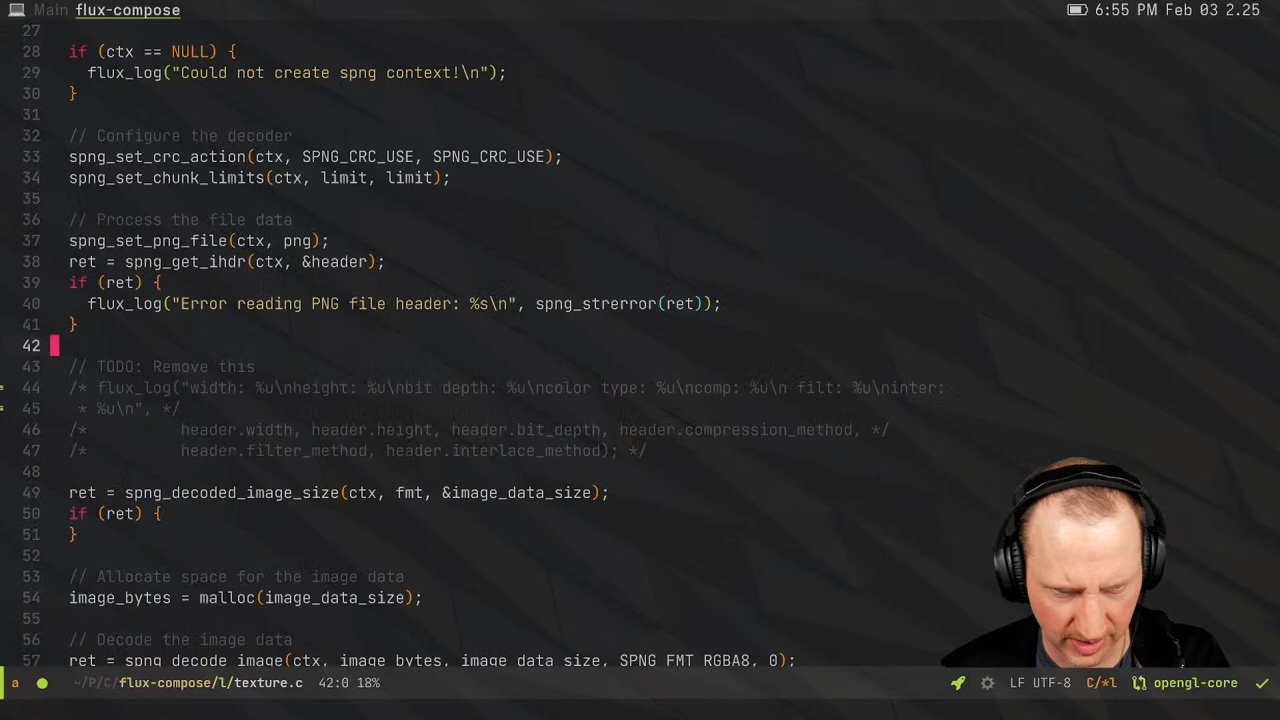 Main flux-compose 6:55 PM Feb 03 2.25
27
28 if (ctx == NULL) {
29 flux_log("Could not create spng context!\n");
30 }
31
32 // Configure the decoder
33 spng_set_crc_action(ctx, SPNG_CRC_USE, SPNG_CRC_USE);
34 spng_set_chunk_limits(ctx, limit, limit);
35
36 // Process the file data
37 spng_set_png_file(ctx, png);
38 ret = spng_get_ihdr(ctx, &header);
39 if (ret) {
40 flux_log("Error reading PNG file header: %s\n", spng_strerror(ret));
41 }
42
43 // TODO: Remove this
44 /* flux_log("width: %u\nheight: %u\nbit depth: %u\ncolor type: %u\ncomp: %u\n filt: %u\ninter:
45 * %u\n", */
46 /* header.width, header.height, header.bit_depth, header.compression_method, */
47 /* header.filter_method, header.interlace_method); */
48
49 ret = spng_decoded_image_size(ctx, fmt, &image_data_size);
50 if (ret) {
51 }
52
53 // Allocate space for the image data
54 image_bytes = malloc(image_data_size);
55
56 // Decode the image data
57 ret = spng_decode_image(ctx, image_bytes, image_data_size, SPNG_FMT_RGBA8, 0);
a ~/P/C/flux-compose/l/texture.c 42:0 18% LF UTF-8 C/*l opengl-core